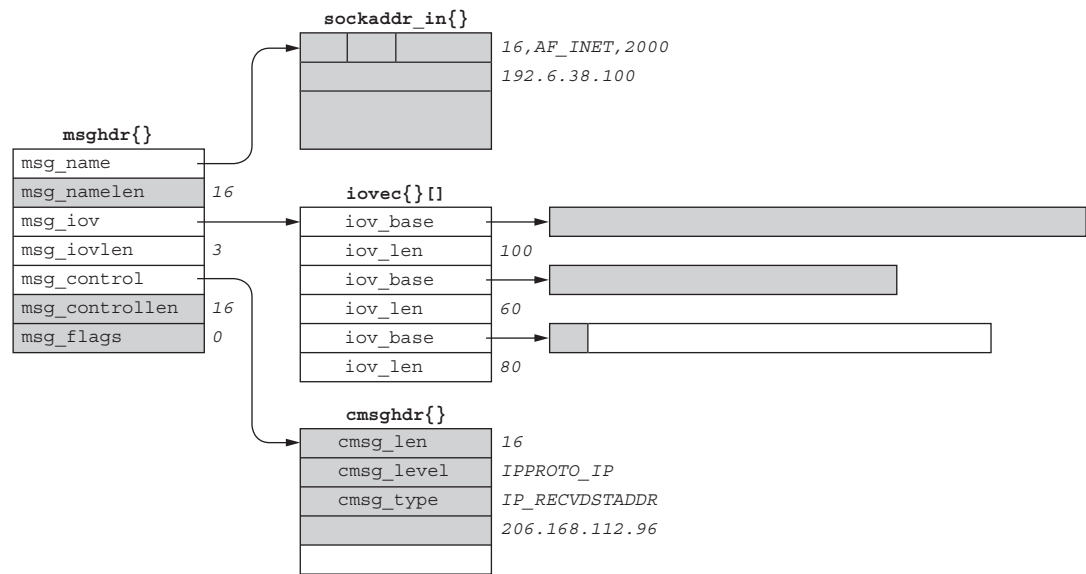 sockaddr_in{}
16,AF_INET,2000
192.6.38.100
msghdr{}
msg_name
msg_namelen 16
msg_iov
msg_iovlen 3
msg_control
msg_controllen 16
msg_flags 0
iovec{}[]
iov_base
iov_len 100
iov_base
iov_len 60
iov_base
iov_len 80
cmsghdr{}
cmsg_len 16
cmsg_level IPPROTO_IP
cmsg_type IP_RECVDSTADDR
206.168.112.96